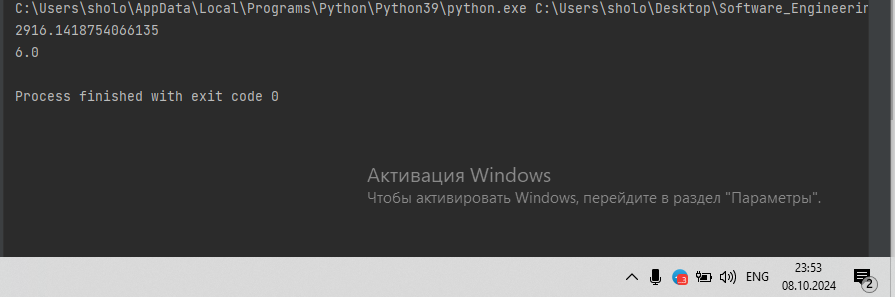 C:\Users\sholo\AppData\Local\Programs\Python\Python39\python.exe C:\Users\sholo\Desktop\Software_Engineerin
2916.1418754066135
6.0
Process finished with exit code 0
Активация Windows
Чтобы активировать Windows, перейдите в раздел "Параметры".
ENG
23:53
08.10.2024
2